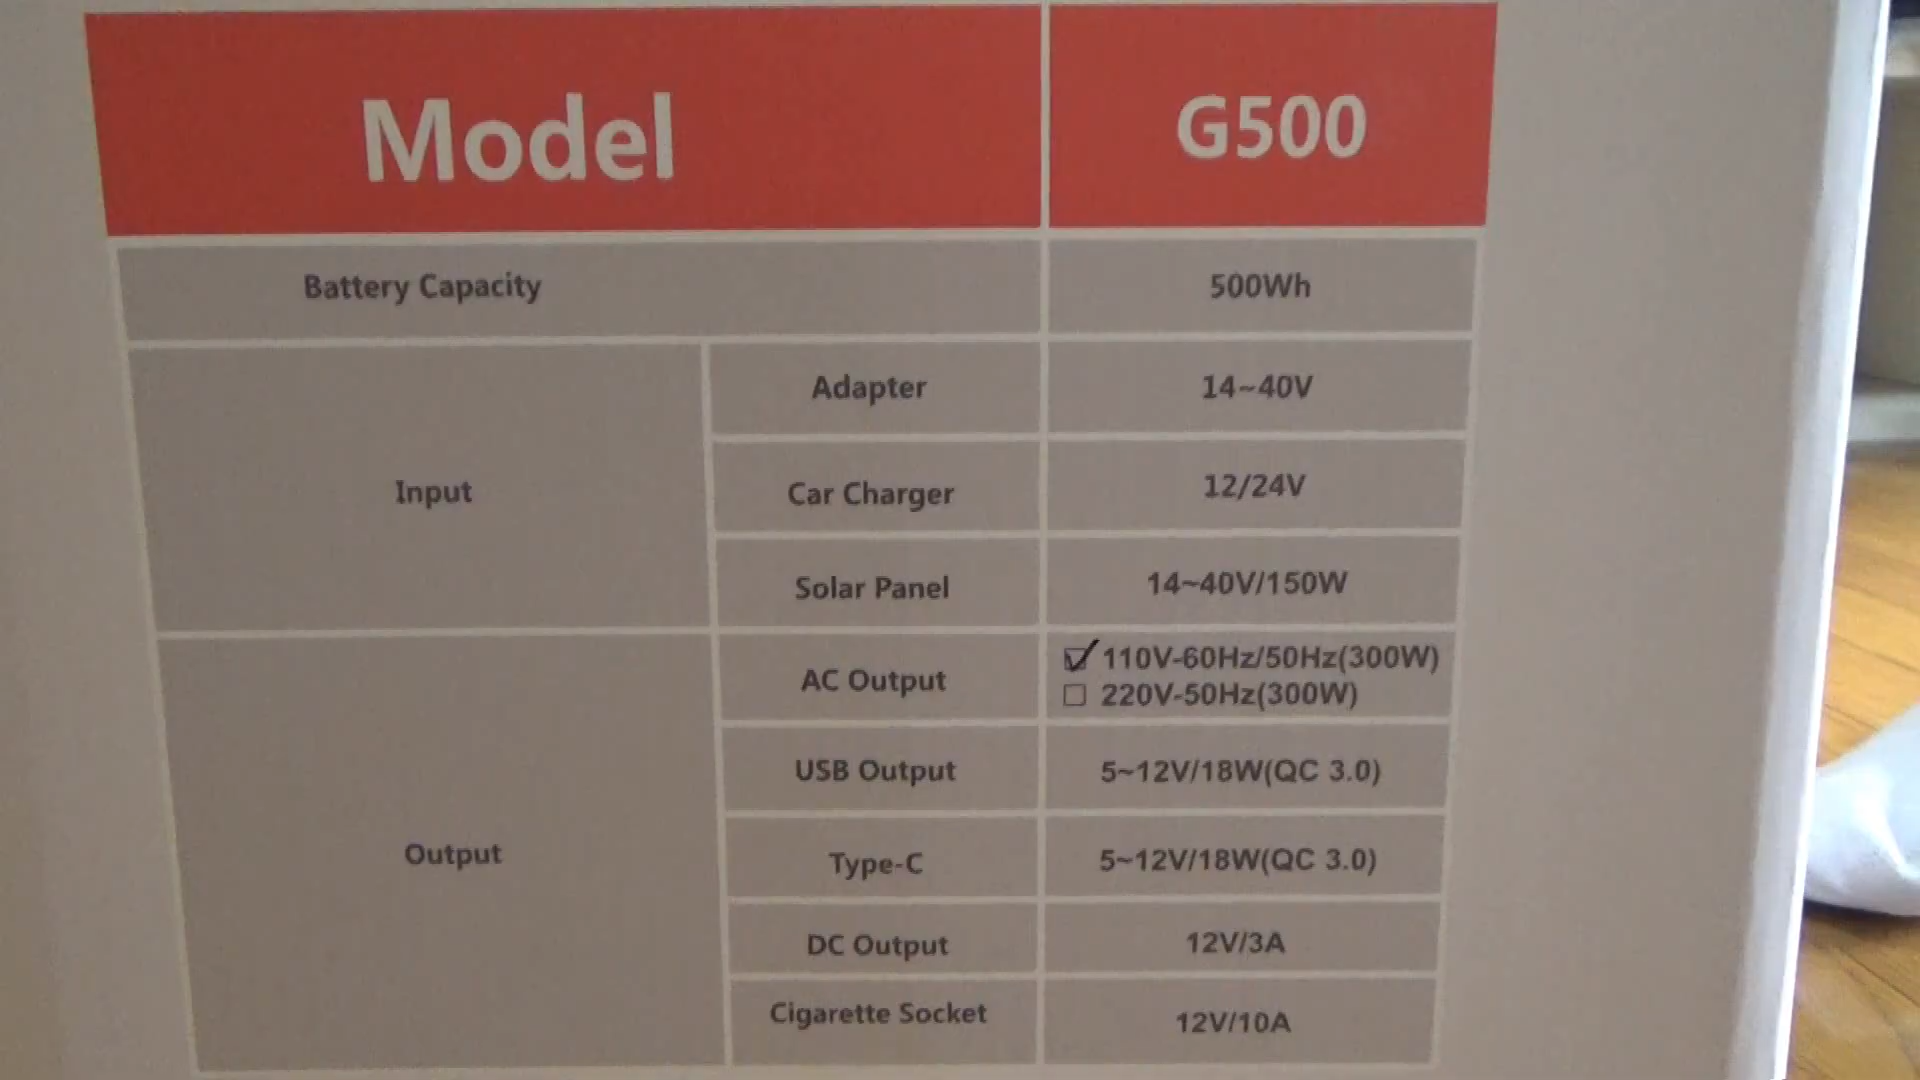 Model G500
Battery Capacity 500Wh
Input
Adapter 14~40V
Car Charger 12/24V
Solar Panel 14~40V/150W
Output
AC Output
☑ 110V-60Hz/50Hz(300W)
☐ 220V-50Hz(300W)
USB Output 5~12V/18W(QC 3.0)
Type-C 5~12V/18W(QC 3.0)
DC Output 12V/3A
Cigarette Socket 12V/10A